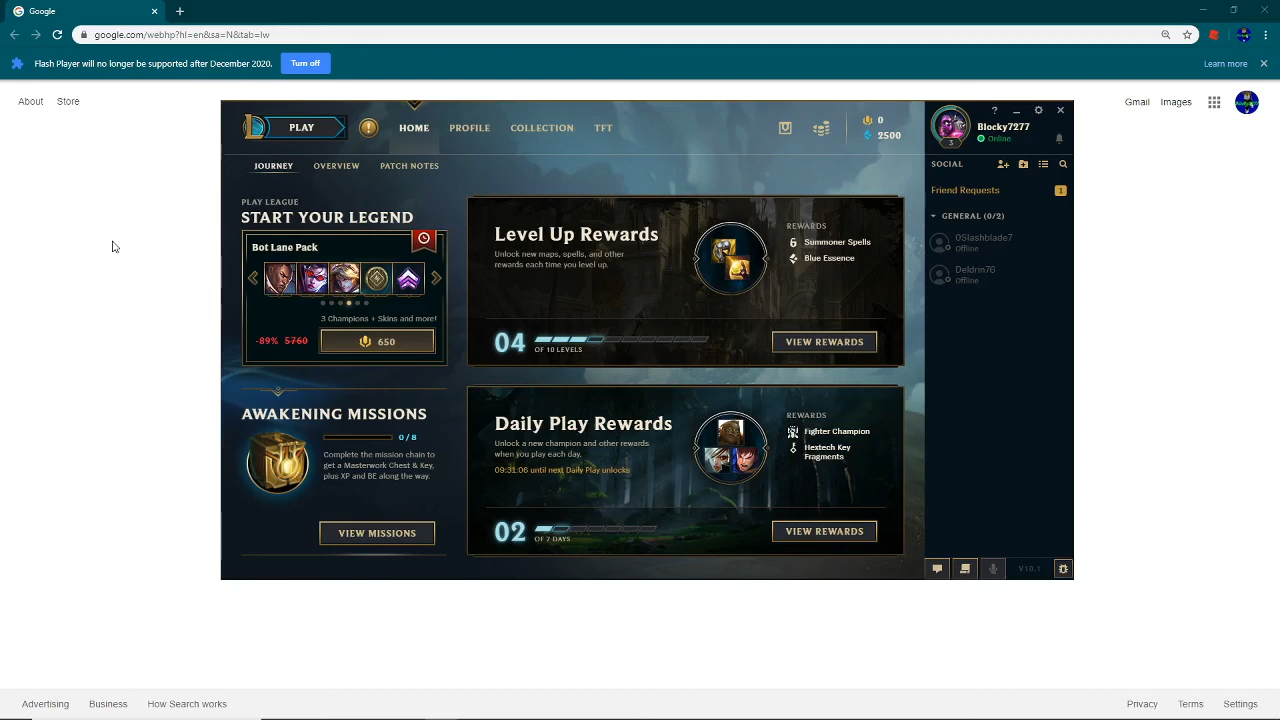 Google
google.com/webhp?hl=en&sa=N&tab=lw
Flash Player will no longer be supported after December 2020.
Turn off
Learn more
About
Store
Gmail
Images
PLAY
HOME
PROFILE
COLLECTION
TFT
0
2500
Blocky7277
Online
3
JOURNEY
OVERVIEW
PATCH NOTES
SOCIAL
Friend Requests
1
GENERAL (0/2)
0Slashblade7
Offline
Deldrin76
Offline
PLAY LEAGUE
START YOUR LEGEND
Bot Lane Pack
3 Champions + Skins and more!
-89% 5760
650
AWAKENING MISSIONS
0/8
Complete the mission chain to
get a Masterwork Chest & Key,
plus XP and BE along the way.
VIEW MISSIONS
Level Up Rewards
Unlock new maps, spells, and other
rewards each time you level up.
REWARDS
Summoner Spells
Blue Essence
04
OF 10 LEVELS
VIEW REWARDS
Daily Play Rewards
Unlock a new champion and other rewards
when you play each day.
09:31:06 until next Daily Play unlocks
REWARDS
Fighter Champion
Hextech Key
Fragments
02
OF 7 DAYS
VIEW REWARDS
V10.1
Advertising
Business
How Search works
Privacy
Terms
Settings